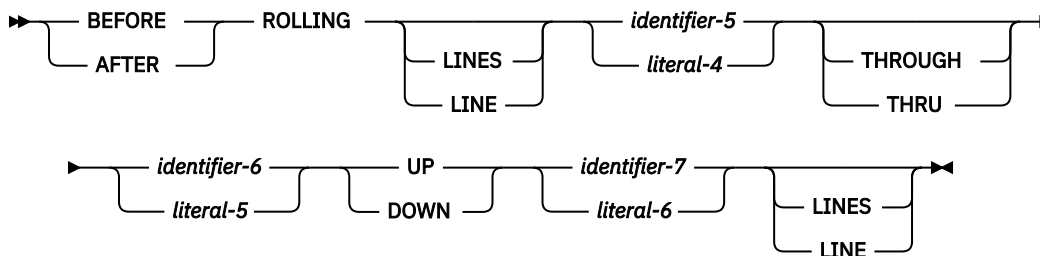 BEFORE ROLLING identifier-5
AFTER LINES literal-4 THROUGH
LINE THRU
identifier-6 UP identifier-7
literal-5 DOWN literal-6 LINES
LINE